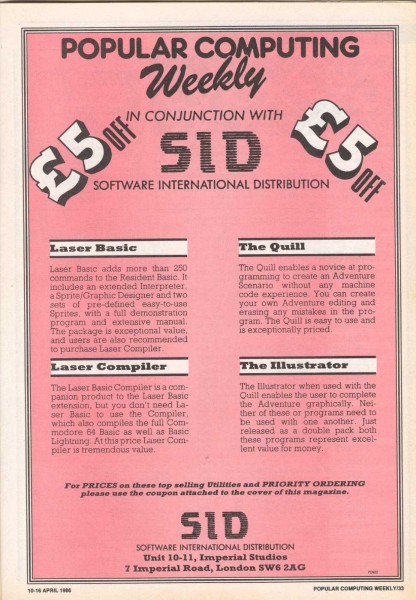 POPULAR COMPUTING
Weekly
IN CONJUNCTION WITH
£5 OFF
£5 OFF
SID
SOFTWARE INTERNATIONAL DISTRIBUTION
Laser Basic
Laser Basic adds more than 250
commands to the Resident Basic. It
includes an extended Interpreter,
a Sprite/Graphic Designer and two
sets of pre-defined easy-to-use
Sprites, with a full demonstration
program and extensive manual.
The package is exceptional value,
and users are also recommended
to purchase Laser Compiler.
The Quill
The Quill enables a novice at pro-
gramming to create an Adventure
Scenario without any machine
code experience. You can create
your own Adventure editing and
erasing any mistakes in the pro-
gram. The Quill is easy to use and
is exceptionally priced.
Laser Compiler
The Laser Basic Compiler is a com-
panion product to the Laser Basic
extension, but you don't need La-
ser Basic to use the Compiler,
which also compiles the full Com-
modore 64 Basic as well as Basic
Lightning. At this price Laser Com-
piler is tremendous value.
The Illustrator
The Illustrator when used with the
Quill enables the user to complete
the Adventure graphically. Nei-
ther of these or programs need to
be used with one another. Just
released as a double pack both
these programs represent excel-
lent value for money.
For PRICES on these top selling Utilities and PRIORITY ORDERING
please use the coupon attached to the cover of this magazine.
SID
SOFTWARE INTERNATIONAL DISTRIBUTION
Unit 10-11, Imperial Studios
7 Imperial Road, London SW6 2AG
10-16 APRIL 1986
POPULAR COMPUTING WEEKLY/33